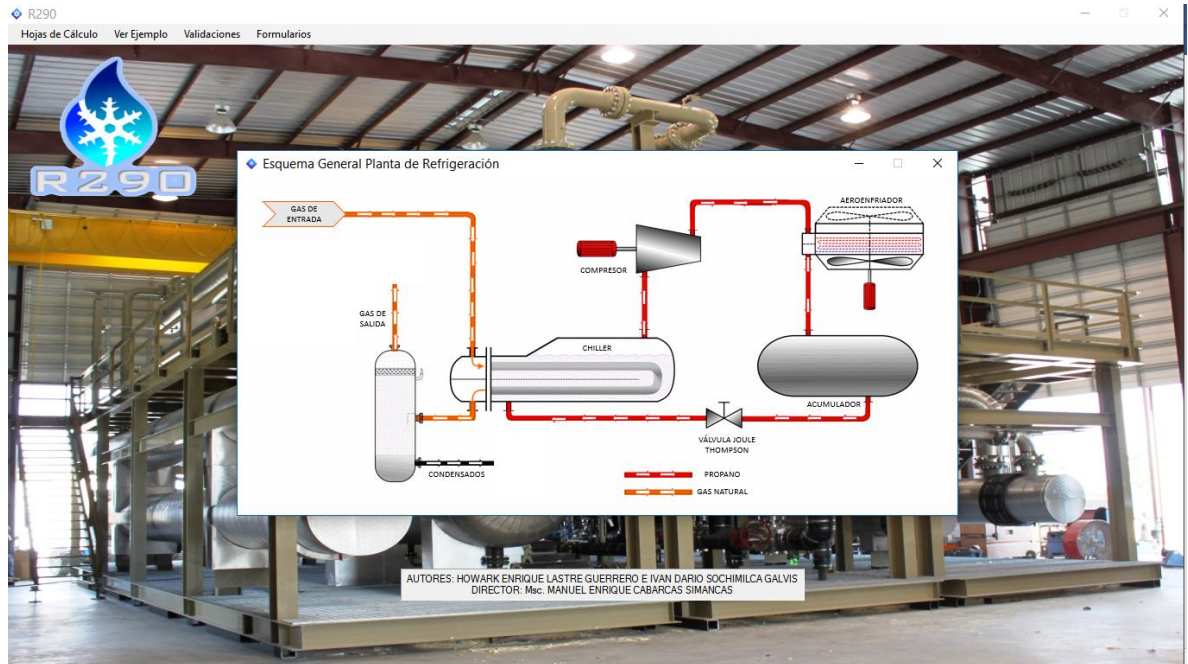 R290
Hojas de Cálculo Ver Ejemplo Validaciones Formularios
R290
Esquema General Planta de Refrigeración
GAS DE
ENTRADA
AEROENFRIADOR
COMPRESOR
GAS DE
SALIDA
CHILLER
ACUMULADOR
VÁLVULA JOULE
THOMPSON
CONDENSADOS
PROPANO
GAS NATURAL
AUTORES: HOWARK ENRIQUE LASTRE GUERRERO E IVAN DARIO SOCHIMILCA GALVIS
DIRECTOR: Msc. MANUEL ENRIQUE CABARCAS SIMANCAS